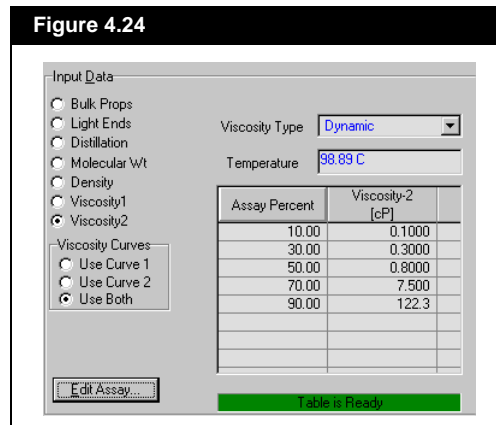 Figure 4.24
Input Data
Bulk Props
Light Ends
Distillation
Molecular Wt
Density
Viscosity1
Viscosity2
Viscosity Curves
Use Curve 1
Use Curve 2
Use Both
Edit Assay...
Viscosity Type Dynamic
Temperature 98.89 C
Assay Percent Viscosity-2 [cP]
10.00 0.1000
30.00 0.3000
50.00 0.8000
70.00 7.500
90.00 122.3
Table is Ready